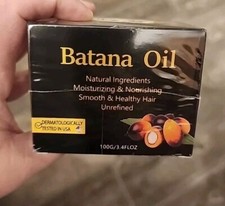 Batana Oil
Natural Ingredients
Moisturizing & Nourishing
Smooth & Healthy Hair
Unrefined
DERMATOLOGICALLY
TESTED IN USA
100G/3.4FLOZ